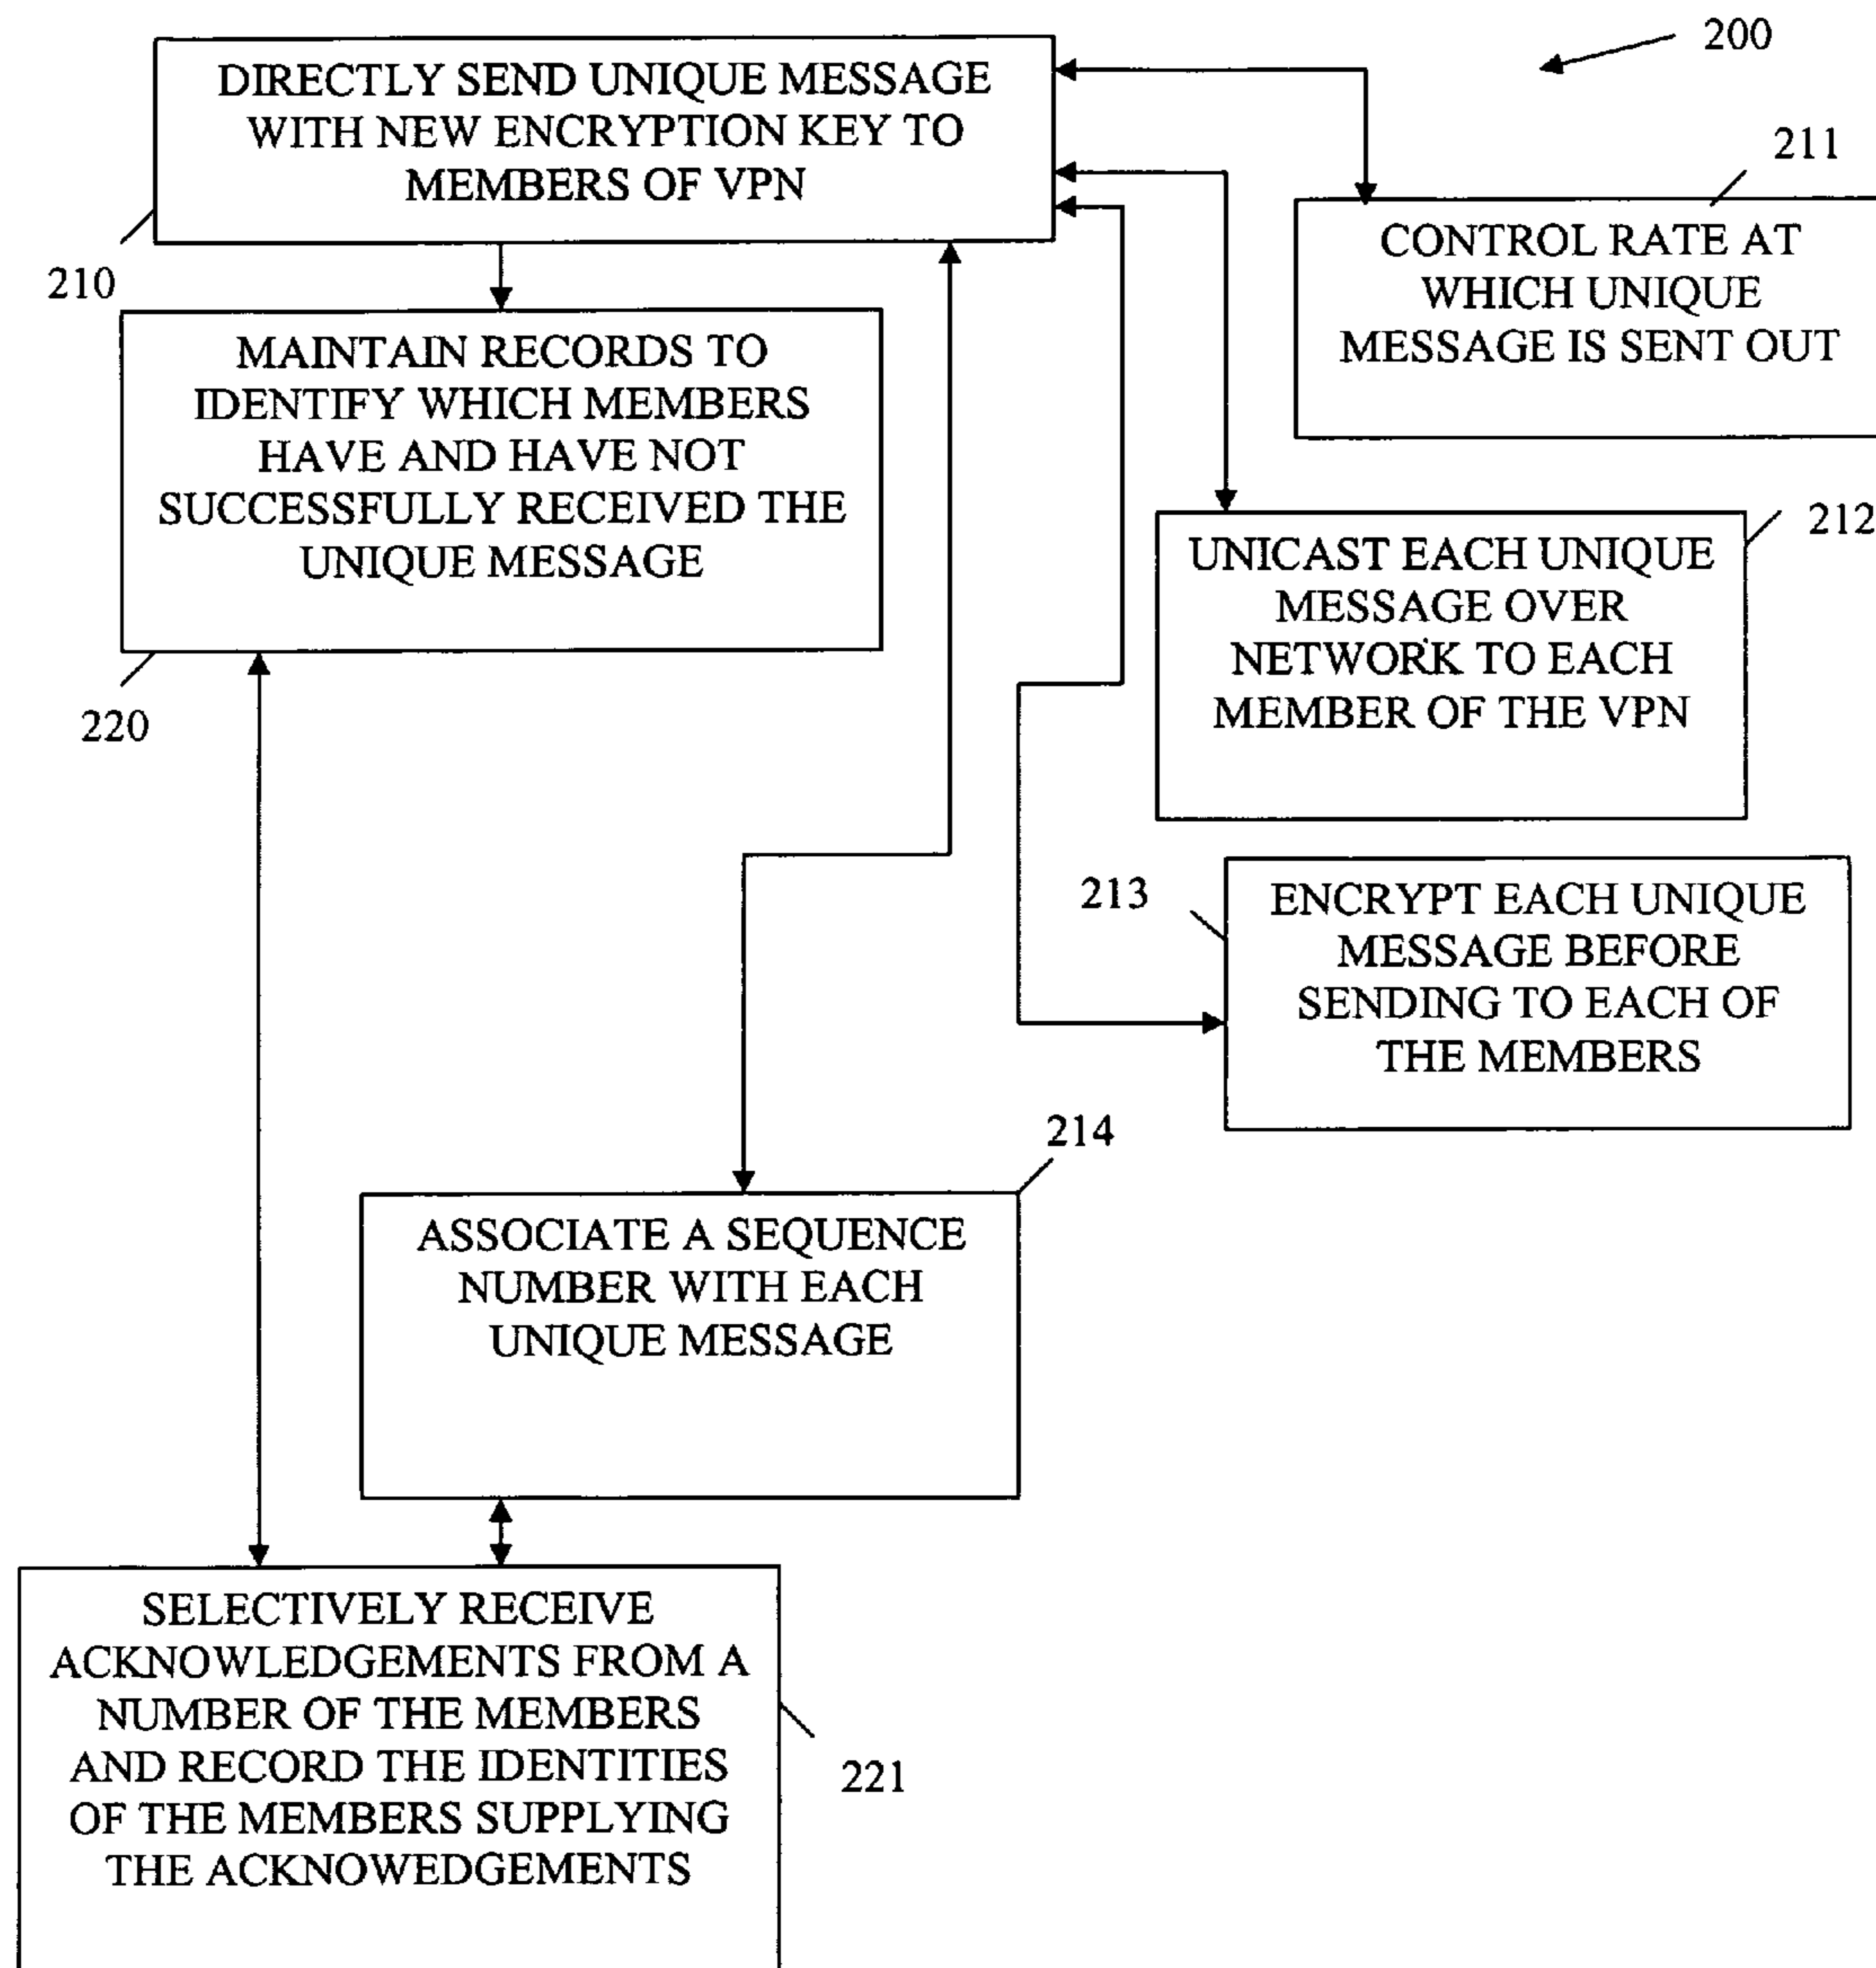 200
DIRECTLY SEND UNIQUE MESSAGE
WITH NEW ENCRYPTION KEY TO
MEMBERS OF VPN
210
211
CONTROL RATE AT
WHICH UNIQUE
MESSAGE IS SENT OUT
MAINTAIN RECORDS TO
IDENTIFY WHICH MEMBERS
HAVE AND HAVE NOT
SUCCESSFULLY RECEIVED THE
UNIQUE MESSAGE
220
212
UNICAST EACH UNIQUE
MESSAGE OVER
NETWORK TO EACH
MEMBER OF THE VPN
213
ENCRYPT EACH UNIQUE
MESSAGE BEFORE
SENDING TO EACH OF
THE MEMBERS
214
ASSOCIATE A SEQUENCE
NUMBER WITH EACH
UNIQUE MESSAGE
SELECTIVELY RECEIVE
ACKNOWLEDGEMENTS FROM A
NUMBER OF THE MEMBERS
AND RECORD THE IDENTITIES
OF THE MEMBERS SUPPLYING
THE ACKNOWEDGEMENTS
221